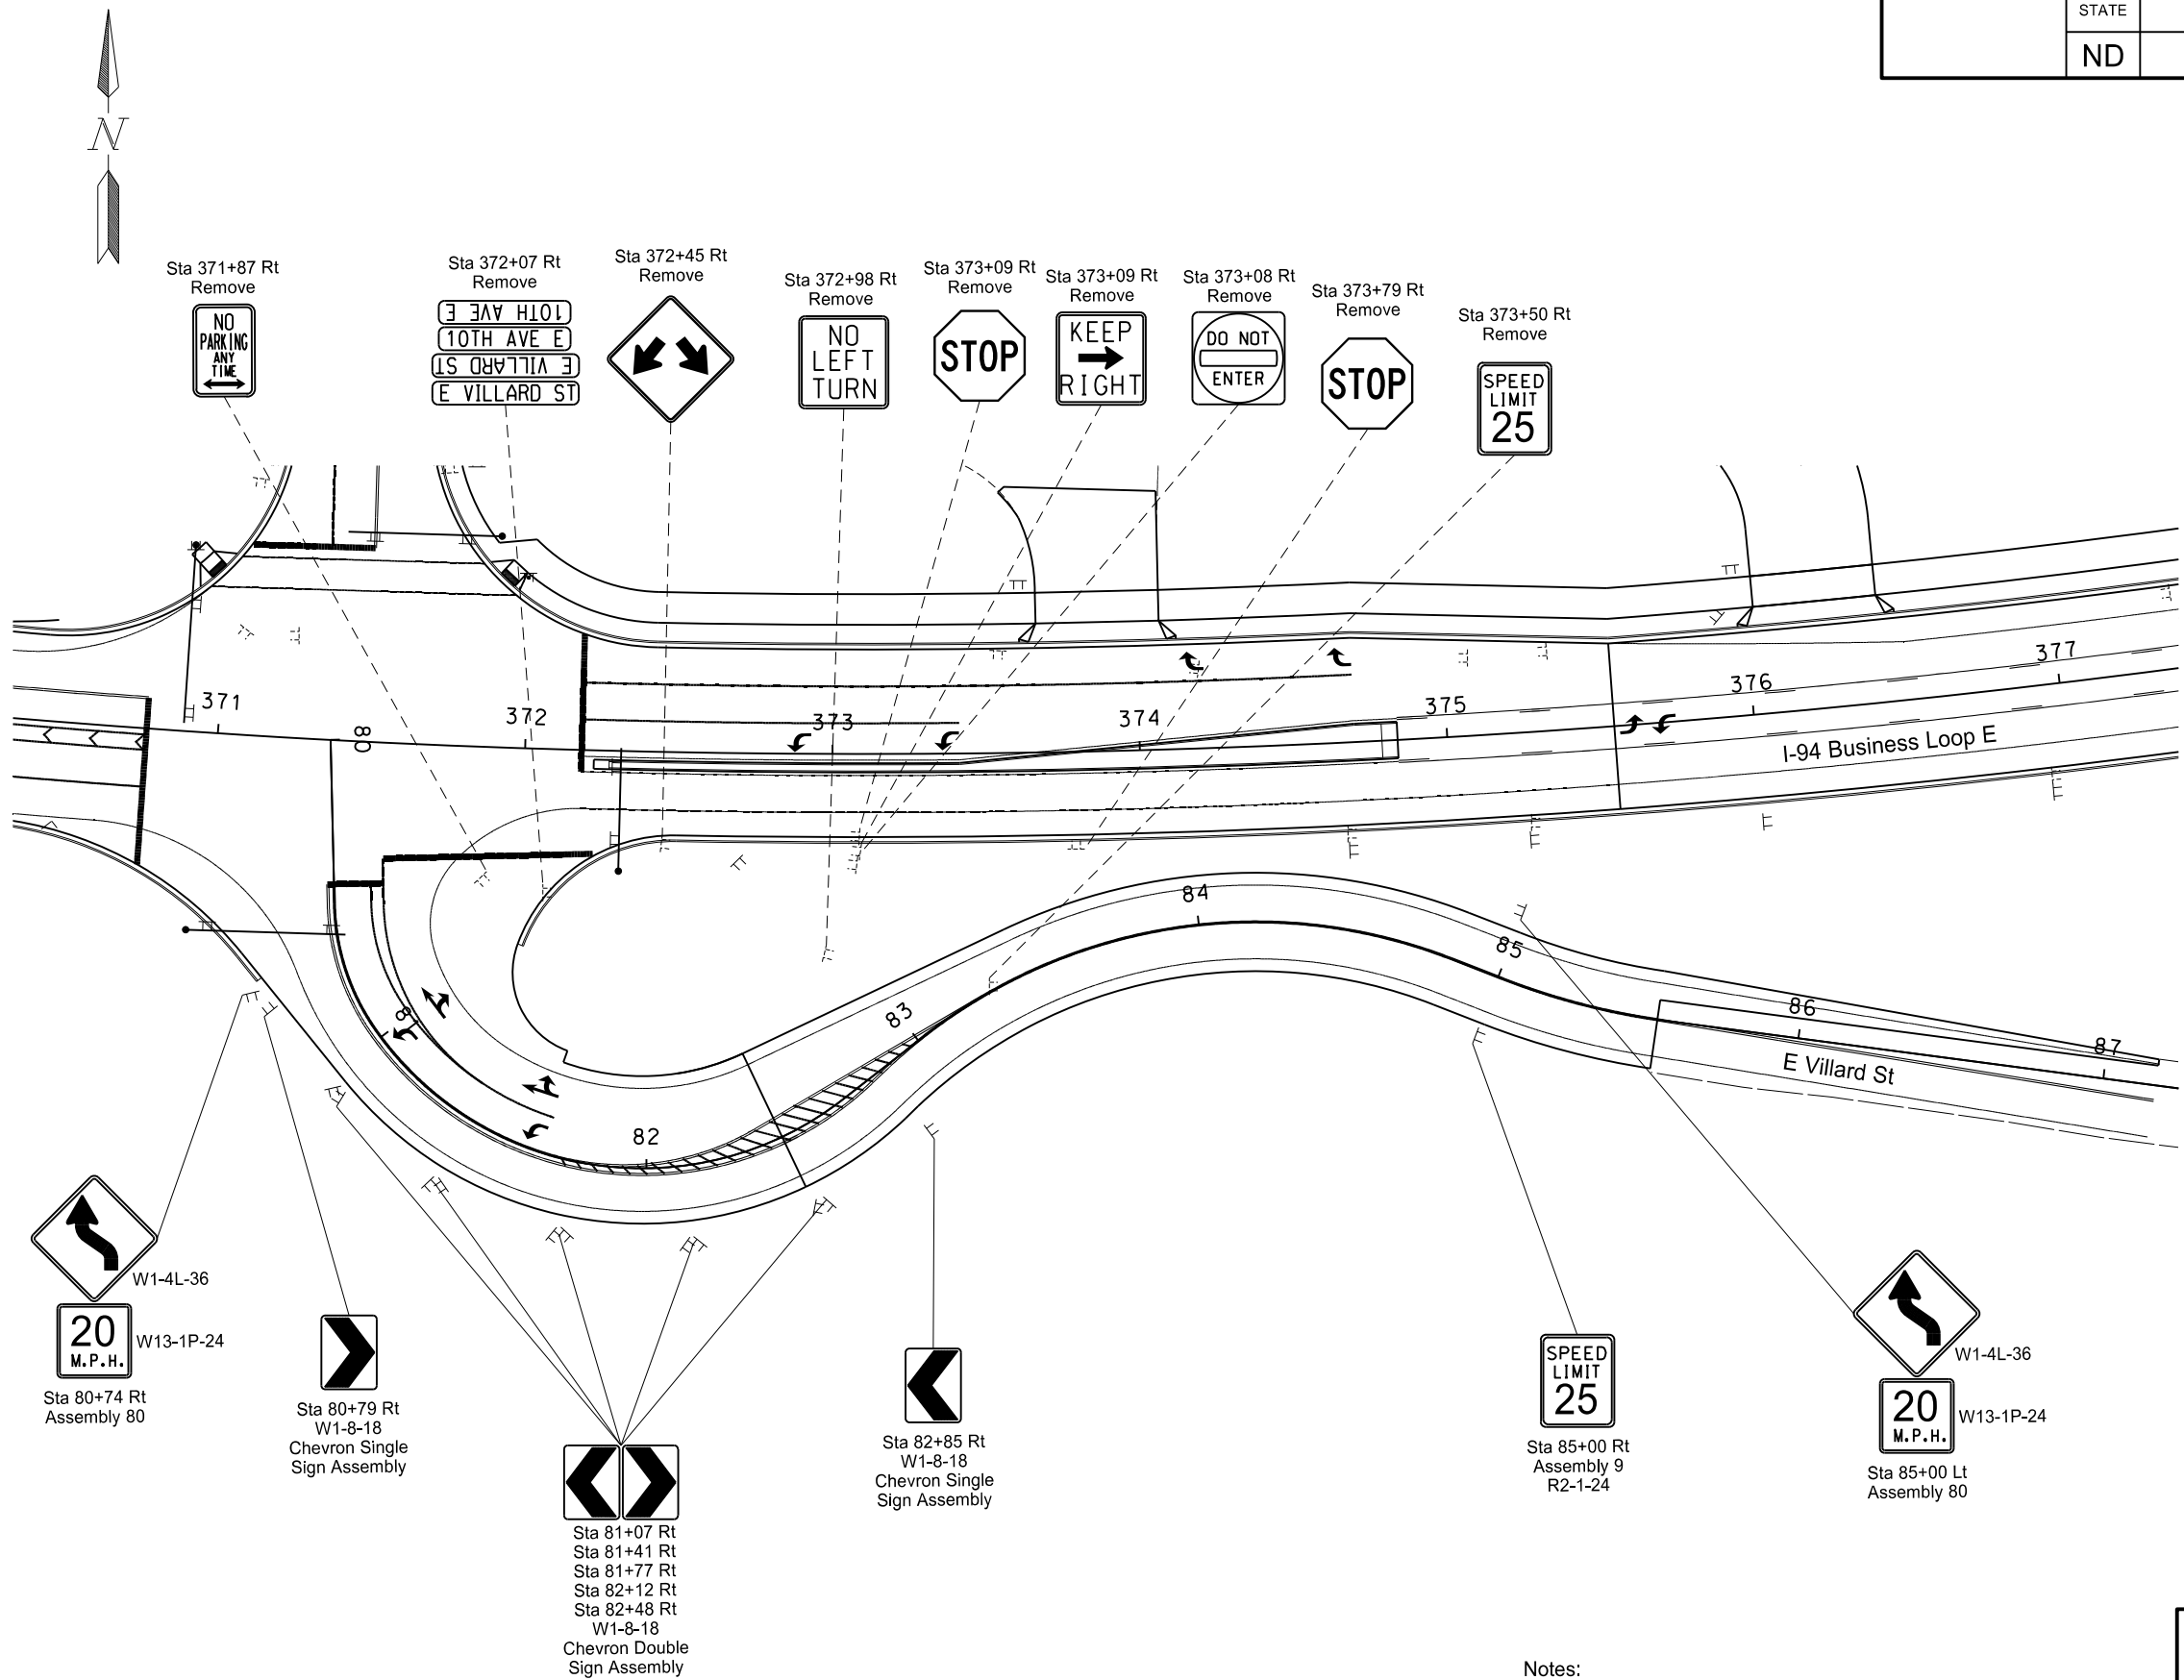 STATE
ND
N
Sta 371+87 Rt
Remove
NO
PARKING
ANY
TIME
Sta 372+07 Rt
Remove
10TH AVE E
10TH AVE E
E VILLARD ST
E VILLARD ST
Sta 372+45 Rt
Remove
Sta 372+98 Rt
Remove
NO
LEFT
TURN
Sta 373+09 Rt
Remove
STOP
Sta 373+09 Rt
Remove
KEEP
RIGHT
Sta 373+08 Rt
Remove
DO NOT
ENTER
Sta 373+79 Rt
Remove
STOP
Sta 373+50 Rt
Remove
SPEED
LIMIT
25
371
372
373
374
375
376
377
I-94 Business Loop E
80
81
82
83
84
85
86
87
E Villard St
W1-4L-36
20
M.P.H.
W13-1P-24
Sta 80+74 Rt
Assembly 80
Sta 80+79 Rt
W1-8-18
Chevron Single
Sign Assembly
Sta 81+07 Rt
Sta 81+41 Rt
Sta 81+77 Rt
Sta 82+12 Rt
Sta 82+48 Rt
W1-8-18
Chevron Double
Sign Assembly
Sta 82+85 Rt
W1-8-18
Chevron Single
Sign Assembly
SPEED
LIMIT
25
Sta 85+00 Rt
Assembly 9
R2-1-24
W1-4L-36
20
M.P.H.
W13-1P-24
Sta 85+00 Lt
Assembly 80
Notes: